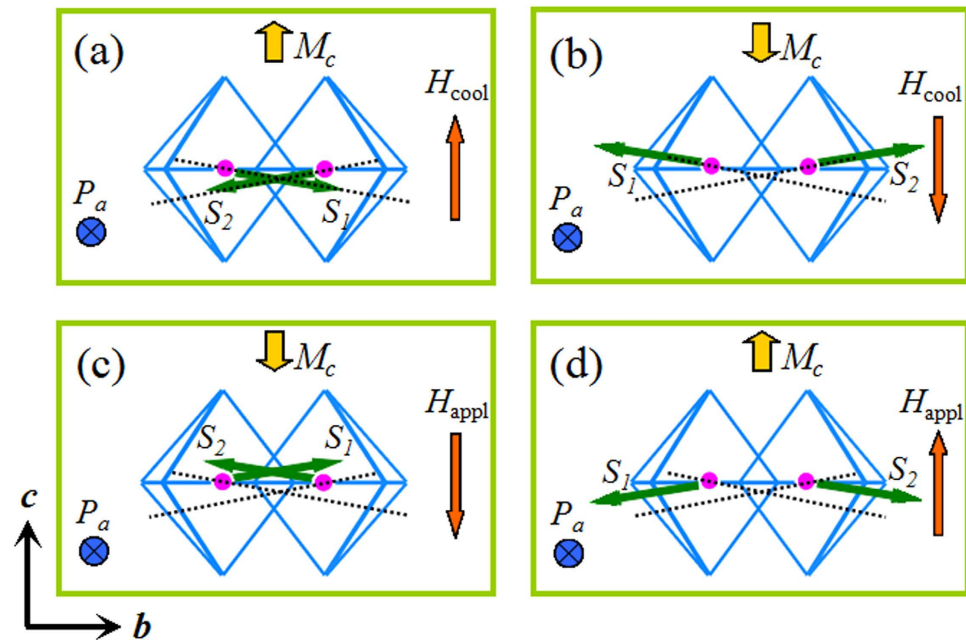 (a)
M_c
H_cool
P_a
S_2
S_1
(b)
M_c
H_cool
S_1
S_2
P_a
(c)
M_c
H_appl
S_2
S_1
P_a
(d)
M_c
H_appl
S_1
S_2
P_a
c
b